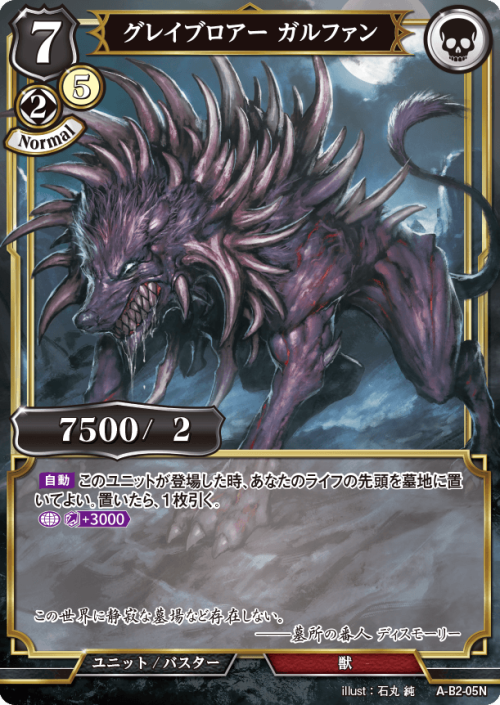 7
グレイブロアー ガルファン
2
5
Normal
7500/ 2
自動 このユニットが登場した時、あなたのライフの先頭を墓地に置
いてよい。置いたら、1枚引く。
+3000
この世界に静寂な墓場など存在しない。
――墓所の番人 ディスモーリー
ユニット / バスター
獣
illust : 石丸 純
A-B2-05N